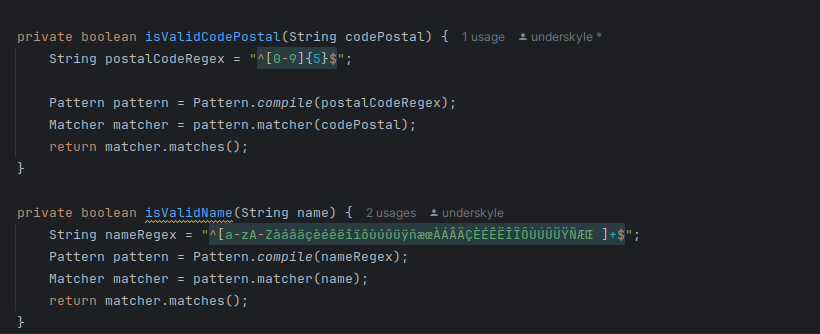 private boolean isValidCodePostal(String codePostal) { 1 usage underskyle *
String postalCodeRegex = "^[0-9]{5}$";
Pattern pattern = Pattern.compile(postalCodeRegex);
Matcher matcher = pattern.matcher(codePostal);
return matcher.matches();
}
private boolean isValidName(String name) { 2 usages underskyle
String nameRegex = "^[a-zA-ZàáâäçèéêëîïôùúûüÿñæœÀÁÂÄÇÈÉÊËÎÏÔÙÚÛÜŸÑÆŒ ]+$";
Pattern pattern = Pattern.compile(nameRegex);
Matcher matcher = pattern.matcher(name);
return matcher.matches();
}